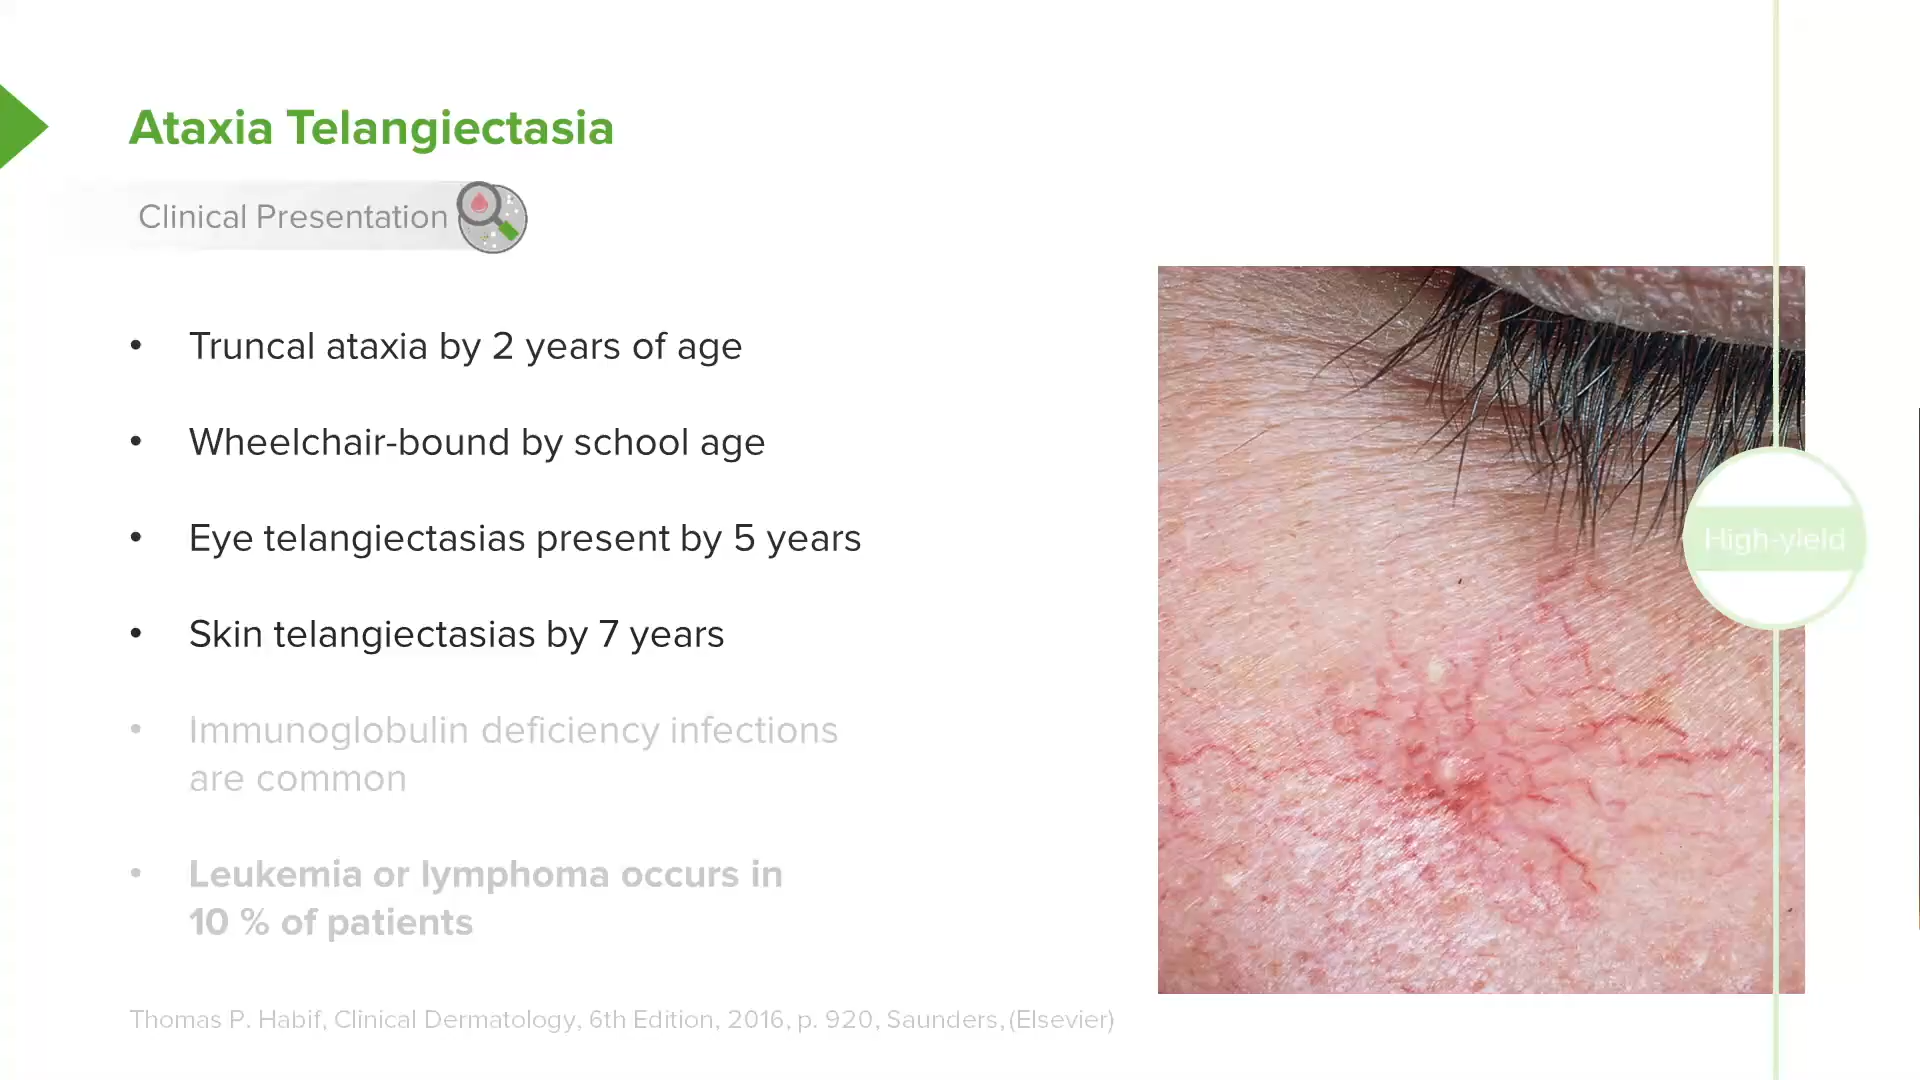 Ataxia Telangiectasia
Clinical Presentation
• Truncal ataxia by 2 years of age
• Wheelchair-bound by school age
• Eye telangiectasias present by 5 years
• Skin telangiectasias by 7 years
• Immunoglobulin deficiency infections
are common
• Leukemia or lymphoma occurs in
10 % of patients
High-yield
Thomas P. Habif, Clinical Dermatology, 6th Edition, 2016, p. 920, Saunders, (Elsevier)